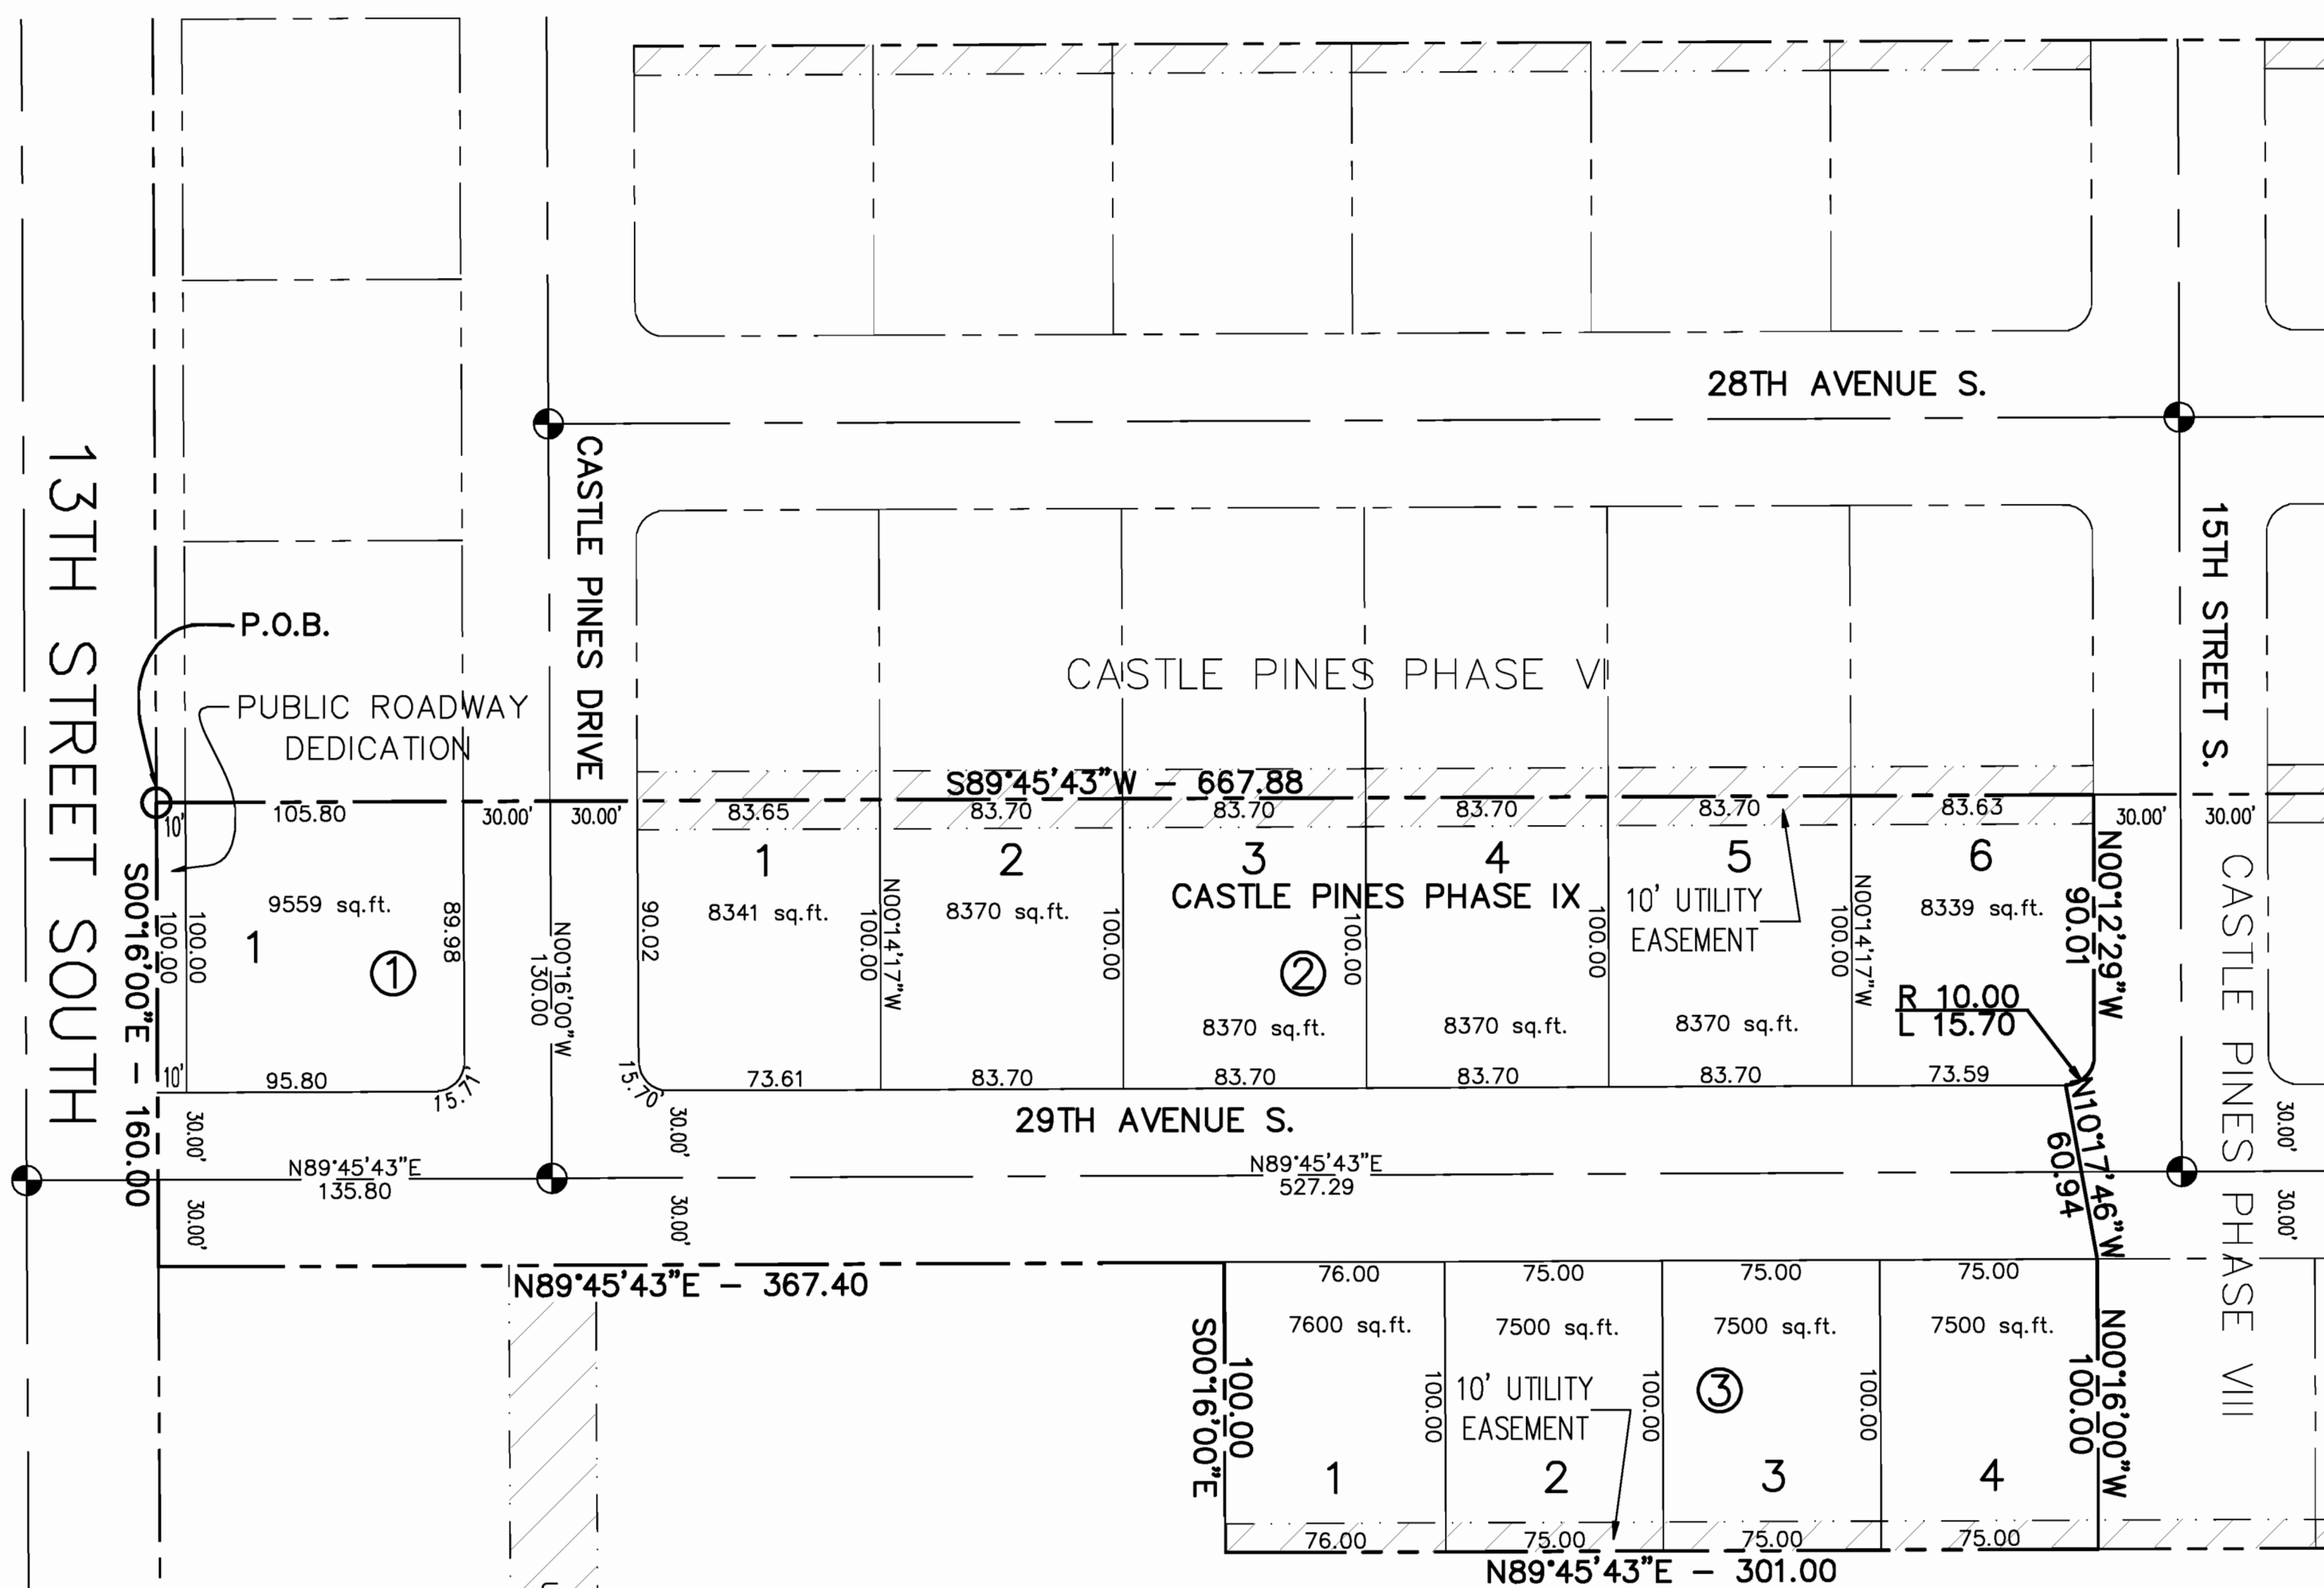 28TH AVENUE S.
13TH STREET SOUTH
CASTLE PINES DRIVE
15TH STREET S.
P.O.B.
PUBLIC ROADWAY
DEDICATION
CASTLE PINES PHASE VI
S89°45'43"W – 667.88
10'
105.80
30.00'
30.00'
83.65
83.70
83.70
83.70
83.70
83.63
30.00'
30.00'
S00°16'00"E – 160.00
100.00
100.00
9559 sq.ft.
1
1
89.98
N00°16'00"W
130.00
90.02
1
8341 sq.ft.
100.00
N00°14'17"W
2
8370 sq.ft.
100.00
3
CASTLE PINES PHASE IX
100.00
2
8370 sq.ft.
4
8370 sq.ft.
100.00
5
10' UTILITY
EASEMENT
8370 sq.ft.
100.00
N00°14'17"W
6
8339 sq.ft.
N00°12'29"W
90.01
R 10.00
L 15.70
CASTLE PINES PHASE VIII
10'
95.80
15.71'
15.70'
73.61
83.70
83.70
83.70
83.70
73.59
29TH AVENUE S.
30.00'
30.00'
30.00'
30.00'
30.00'
30.00'
N89°45'43"E
135.80
N89°45'43"E
527.29
N10°17'46"W
60.94
N89°45'43"E – 367.40
76.00
75.00
75.00
75.00
7600 sq.ft.
7500 sq.ft.
7500 sq.ft.
7500 sq.ft.
S00°16'00"E
100.00
100.00
10' UTILITY
EASEMENT
100.00
3
100.00
N00°16'00"W
100.00
1
2
3
4
76.00
75.00
75.00
75.00
N89°45'43"E – 301.00